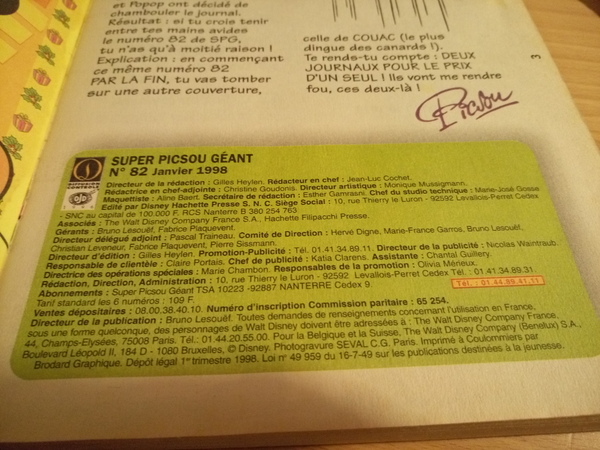 et Popop ont décidé de
chambouler le journal.
Résultat : si tu crois tenir
entre tes mains avides
le numéro 82 de SPG,
tu n'as qu'à moitié raison !
Explication : en commençant
ce même numéro 82
PAR LA FIN, tu vas tomber
sur une autre couverture,
celle de COUAC (le plus
dingue des canards !).
Te rends-tu compte : DEUX
JOURNAUX POUR LE PRIX
D'UN SEUL ! Ils vont me rendre
fou, ces deux-là !
Picsou
3
SUPER PICSOU GÉANT
N° 82 Janvier 1998
Directeur de la rédaction : Gilles Heylen. Rédacteur en chef : Jean-Luc Cochet.
Rédactrice en chef-adjointe : Christine Goudonis. Directeur artistique : Monique Mussigmann.
Maquettiste : Aline Baert. Secrétaire de rédaction : Esther Gamrasni. Chef du studio technique : Marie-José Gosse
Edité par Disney Hachette Presse S. N. C. Siège Social : 10, rue Thierry le Luron - 92592 Levallois-Perret Cedex
- SNC au capital de 100.000 F. RCS Nanterre B 380 254 763
Associés : The Walt Disney Company France S.A., Hachette Filipacchi Presse.
Gérants : Bruno Lesouëf, Fabrice Plaquevent.
Directeur délégué adjoint : Pascal Traineau. Comité de Direction : Hervé Digne, Marie-France Garros, Bruno Lesouëf,
Christian Leveneur, Fabrice Plaquevent, Pierre Sissmann.
Directeur d'édition : Gilles Heylen. Promotion-Publicité : Tél. 01.41.34.89.11. Directeur de la publicité : Nicolas Waintraub.
Responsable de clientèle : Claire Portais. Chef de publicité : Katia Clarens. Assistante : Chantal Guillery.
Directrice des opérations spéciales : Marie Chambon. Responsables de la promotion : Olivia Mérieux.
Rédaction, Direction, Administration : 10, rue Thierry le Luron - 92592 Levallois-Perret Cedex Tél. : 01.41.34.89.31.
Abonnements : Super Picsou Géant TSA 10223 -92887 NANTERRE Cedex 9. Tél. : 01.44.89.41.11
Tarif standard les 6 numéros : 109 F.
Ventes dépositaires : 08.00.38.40.10. Numéro d'inscription Commission paritaire : 65 254.
Directeur de la publication : Bruno Lesouëf. Toutes demandes de renseignements concernant l'utilisation en France,
sous une forme quelconque, des personnages de Walt Disney doivent être adressées à : The Walt Disney Company France,
44, Champs-Elysées, 75008 Paris. Tél.: 01.44.20.55.00. Pour la Belgique et la Suisse. The Walt Disney Company (Benelux) S.A.,
Boulevard Léopold II, 184 D - 1080 Bruxelles, © Disney. Photogravure SEVAL C.G. Paris. Imprimé à Coulommiers par
Brodard Graphique. Dépôt légal 1er trimestre 1998. Loi n° 49 959 du 16-7-49 sur les publications destinées à la jeunesse.